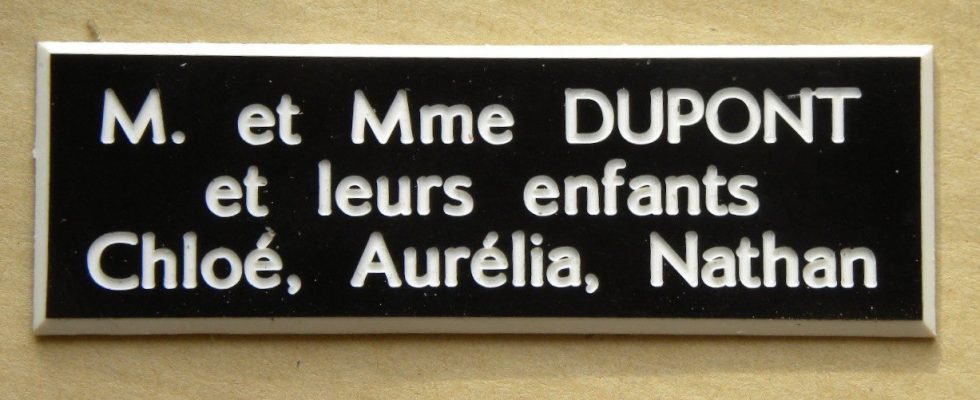 M. et Mme DUPONT
et leurs enfants
Chloé, Aurélia, Nathan